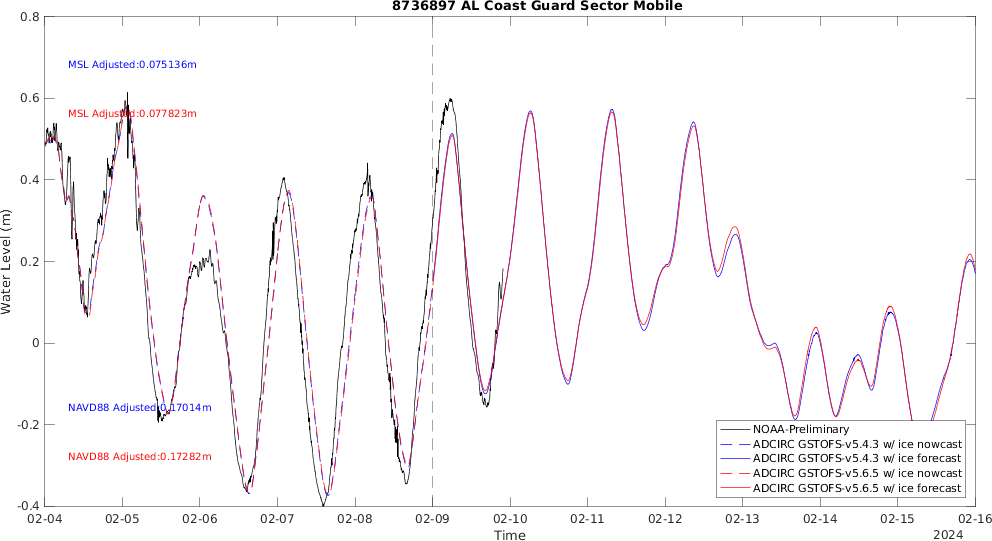 8736897 AL Coast Guard Sector Mobile
0.8
0.6
0.4
0.2
0
-0.2
-0.4
Water Level (m)
MSL Adjusted:0.075136m
MSL Adjusted:0.077823m
NAVD88 Adjusted:0.17014m
NAVD88 Adjusted:0.17282m
NOAA-Preliminary
ADCIRC GSTOFS-v5.4.3 w/ ice nowcast
ADCIRC GSTOFS-v5.4.3 w/ ice forecast
ADCIRC GSTOFS-v5.6.5 w/ ice nowcast
ADCIRC GSTOFS-v5.6.5 w/ ice forecast
02-04 02-05 02-06 02-07 02-08 02-09 02-10 02-11 02-12 02-13 02-14 02-15 02-16
Time
2024